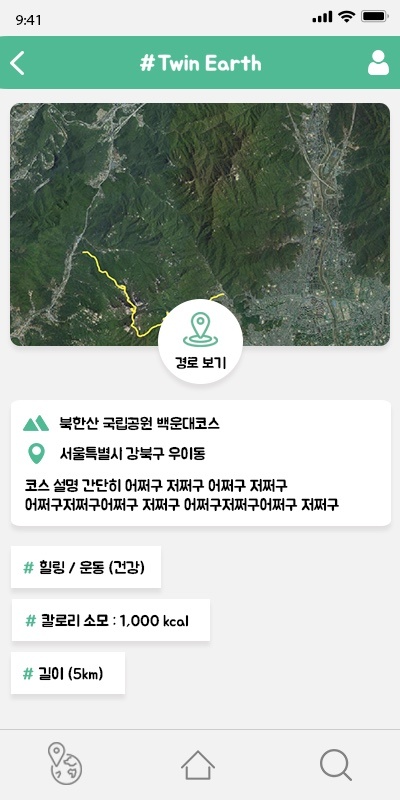 9:41
#Twin Earth
경로 보기
북한산 국립공원 백운대코스
서울특별시 강북구 우이동
코스 설명 간단히 어쩌구 저쩌구 어쩌구 저쩌구
어쩌구저쩌구어쩌구 저쩌구 어쩌구저쩌구어쩌구 저쩌구
# 힐링 / 운동 (건강)
# 칼로리 소모 : 1,000 kcal
# 길이 (5km)